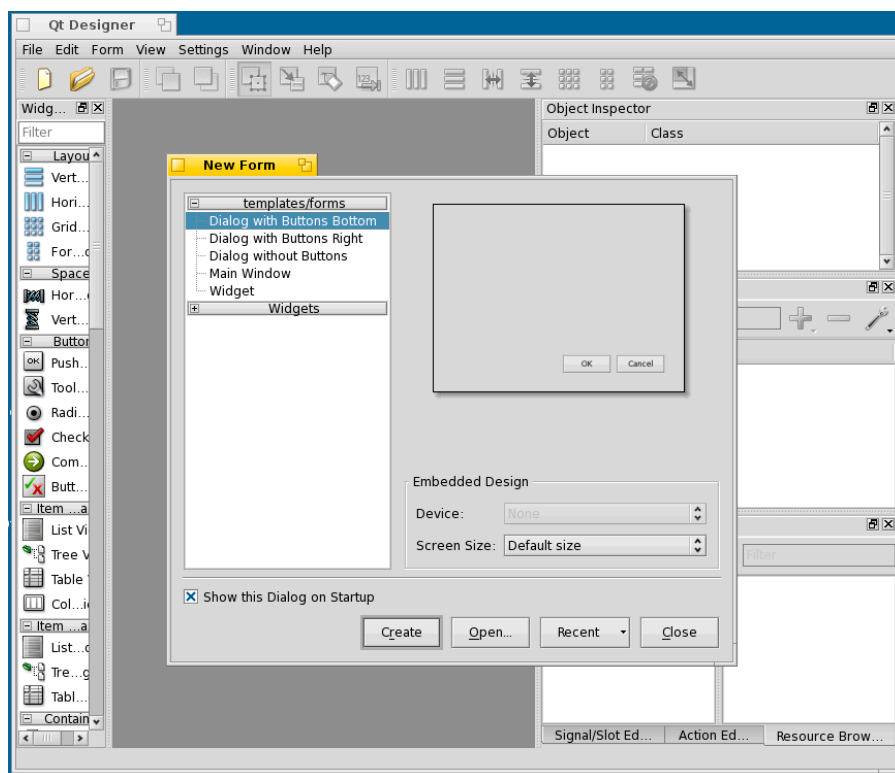 Qt Designer
File Edit Form View Settings Window Help
Widg...
Filter
Layou
Vert...
Hori...
Grid...
For...
Space
Hor...
Vert...
Button
OK Push...
Tool...
Radi...
Check
Com...
Butt...
Item ...a
List Vi
Tree V
Table
Col...
Item ...a
List...
Tre...g
Tabl...
Contain
New Form
templates/forms
Dialog with Buttons Bottom
Dialog with Buttons Right
Dialog without Buttons
Main Window
Widget
Widgets
OK Cancel
Embedded Design
Device: None
Screen Size: Default size
Show this Dialog on Startup
Create Open... Recent Close
Object Inspector
Object Class
Filter
Signal/Slot Ed... Action Ed... Resource Brow...